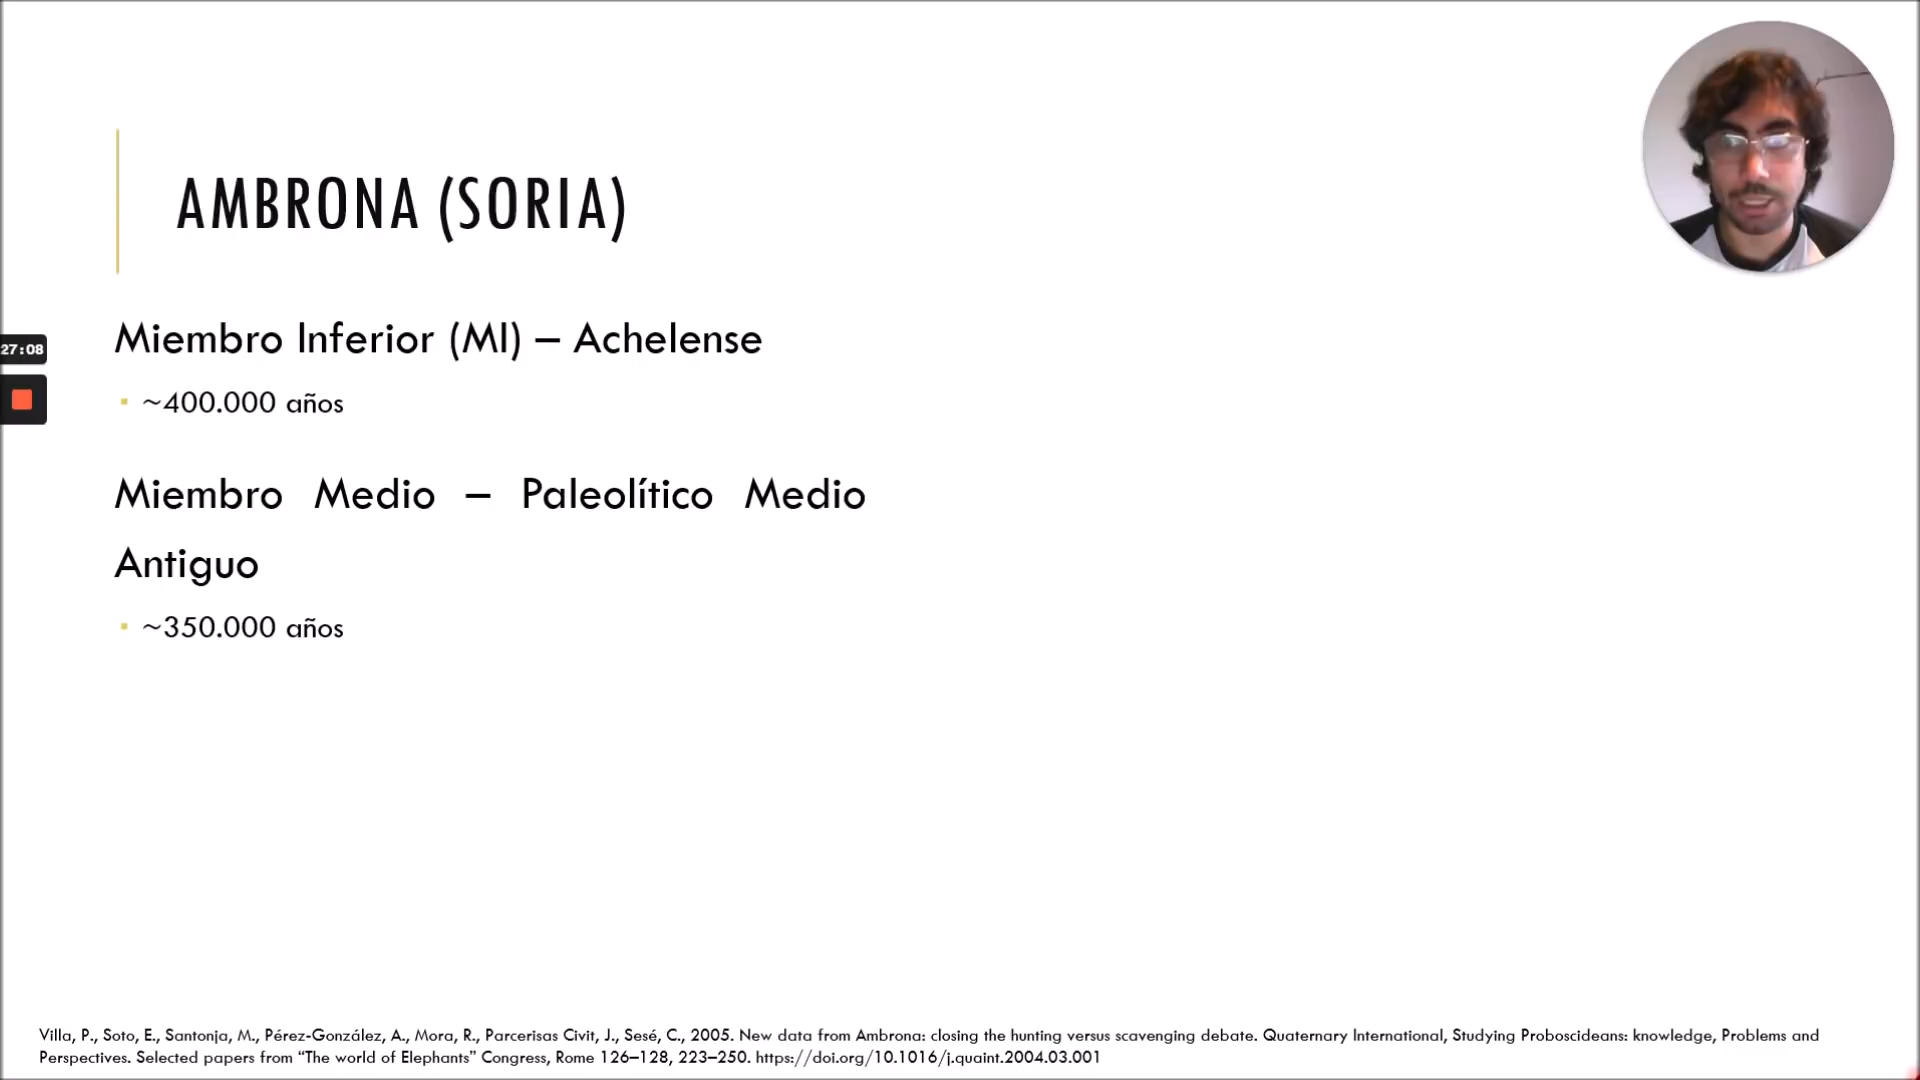 AMBRONA (SORIA)
Miembro Inferior (MI) – Achelense
27:08
▪ ~400.000 años
Miembro Medio – Paleolítico Medio
Antiguo
▪ ~350.000 años
Villa, P., Soto, E., Santonja, M., Pérez-González, A., Mora, R., Parcerisas Civit, J., Sesé, C., 2005. New data from Ambrona: closing the hunting versus scavenging debate. Quaternary International, Studying Proboscideans: knowledge, Problems and
Perspectives. Selected papers from “The world of Elephants” Congress, Rome 126–128, 223–250. https://doi.org/10.1016/j.quaint.2004.03.001